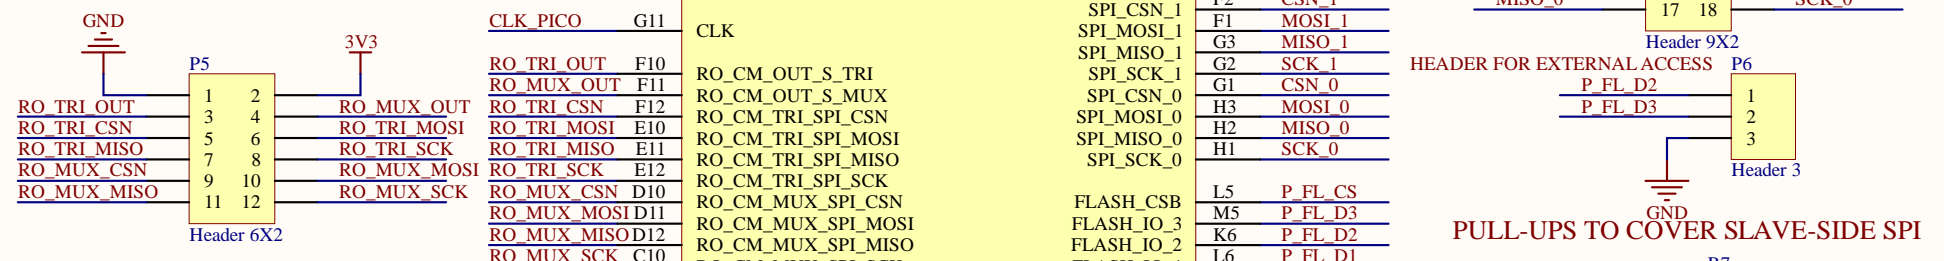 GND
3V3
P5
1 2
RO_TRI_OUT 3 4 RO_MUX_OUT
RO_TRI_CSN 5 6 RO_TRI_MOSI
RO_TRI_MISO 7 8 RO_TRI_SCK
RO_MUX_CSN 9 10 RO_MUX_MOSI
RO_MUX_MISO 11 12 RO_MUX_SCK
Header 6X2
CLK_PICO G11 CLK
RO_TRI_OUT F10 RO_CM_OUT_S_TRI
RO_MUX_OUT F11 RO_CM_OUT_S_MUX
RO_TRI_CSN F12 RO_CM_TRI_SPI_CSN
RO_TRI_MOSI E10 RO_CM_TRI_SPI_MOSI
RO_TRI_MISO E11 RO_CM_TRI_SPI_MISO
RO_TRI_SCK E12 RO_CM_TRI_SPI_SCK
RO_MUX_CSN D10 RO_CM_MUX_SPI_CSN
RO_MUX_MOSI D11 RO_CM_MUX_SPI_MOSI
RO_MUX_MISO D12 RO_CM_MUX_SPI_MISO
RO_MUX_SCK C10
SPI_CSN_1 F2 CSN_1
SPI_MOSI_1 F1 MOSI_1
SPI_MISO_1 G3 MISO_1
SPI_SCK_1 G2 SCK_1
SPI_CSN_0 G1 CSN_0
SPI_MOSI_0 H3 MOSI_0
SPI_MISO_0 H2 MISO_0
SPI_SCK_0 H1 SCK_0
FLASH_CSB L5 P_FL_CS
FLASH_IO_3 M5 P_FL_D3
FLASH_IO_2 K6 P_FL_D2
L6 P_FL_D1
MISO_0 17 18 SCK_0
Header 9X2
HEADER FOR EXTERNAL ACCESS P6
P_FL_D2 1
P_FL_D3 2
3
Header 3
GND
PULL-UPS TO COVER SLAVE-SIDE SPI
P7